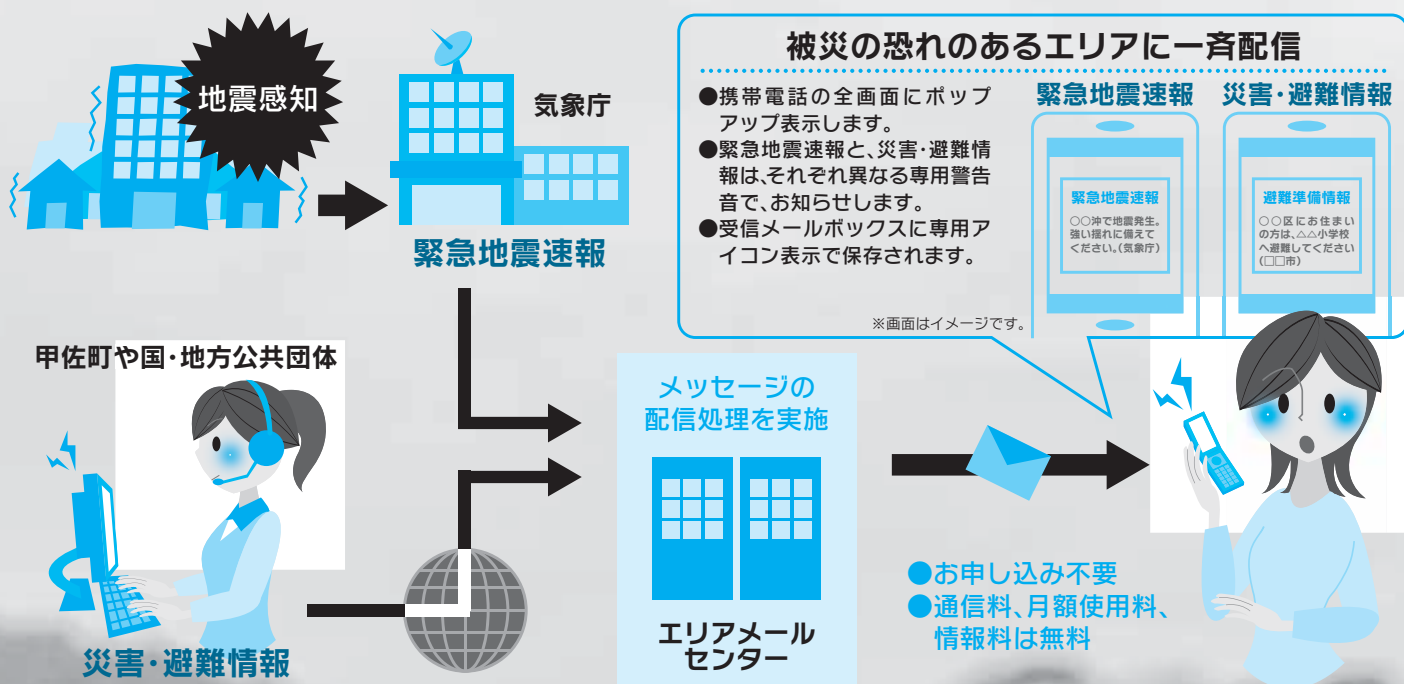 地震感知
気象庁
緊急地震速報
甲佐町や国・地方公共団体
災害・避難情報
メッセージの
配信処理を実施
エリアメール
センター
被災の恐れのあるエリアに一斉配信
●携帯電話の全画面にポップ
アップ表示します。
●緊急地震速報と、災害・避難情
報は、それぞれ異なる専用警告
音で、お知らせします。
●受信メールボックスに専用ア
イコン表示で保存されます。
※画面はイメージです。
緊急地震速報
緊急地震速報
○○沖で地震発生。
強い揺れに備えて
ください。(気象庁)
災害・避難情報
避難準備情報
○○区にお住まい
の方は、△△小学校
へ避難してください
(□□市)
●お申し込み不要
●通信料、月額使用料、
情報料は無料